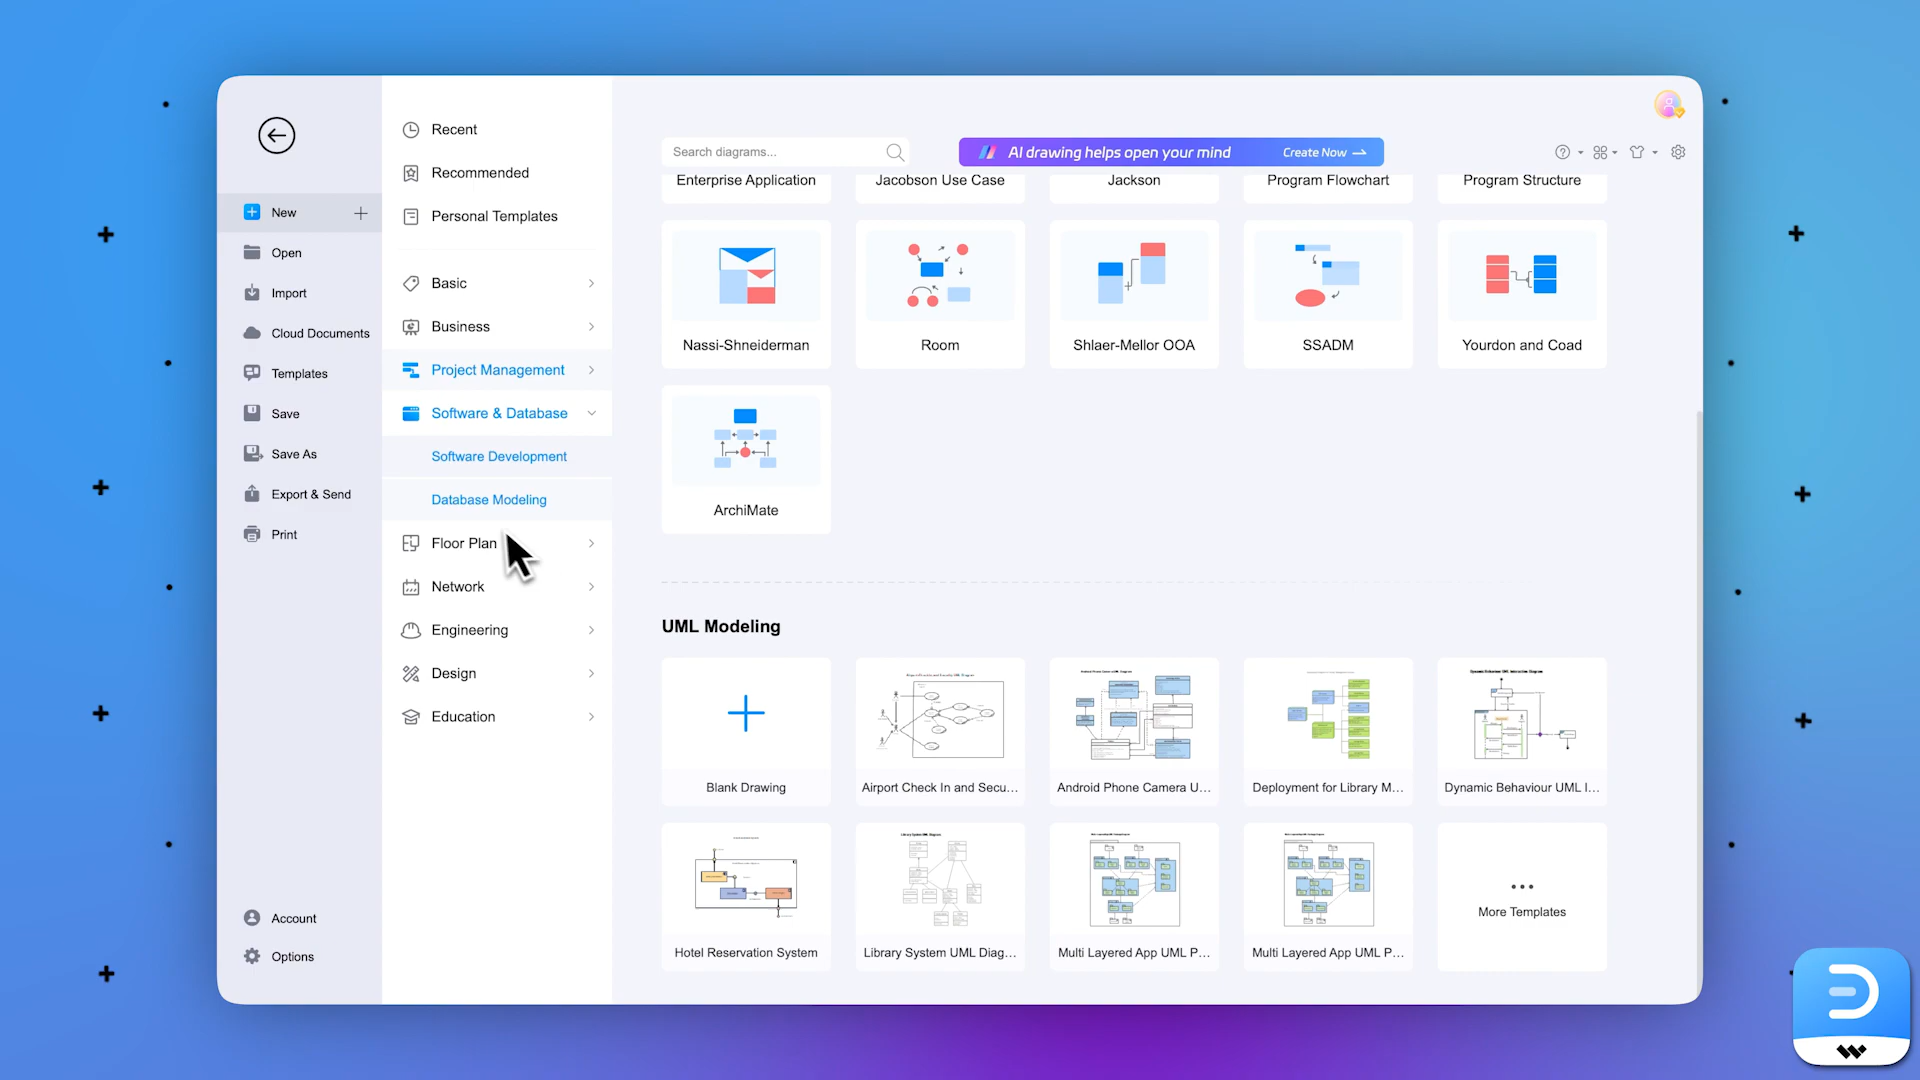 New
Open
Import
Cloud Documents
Templates
Save
Save As
Export & Send
Print
Account
Options
Recent
Recommended
Personal Templates
Basic
Business
Project Management
Software & Database
Software Development
Database Modeling
Floor Plan
Network
Engineering
Design
Education
Search diagrams...
AI drawing helps open your mind
Create Now
Enterprise Application
Jacobson Use Case
Jackson
Program Flowchart
Program Structure
Nassi-Shneiderman
Room
Shlaer-Mellor OOA
SSADM
Yourdon and Coad
ArchiMate
UML Modeling
Blank Drawing
Airport Check In and Secu...
Android Phone Camera U...
Deployment for Library M...
Dynamic Behaviour UML I...
Hotel Reservation System
Library System UML Diag...
Multi Layered App UML P...
Multi Layered App UML P...
More Templates